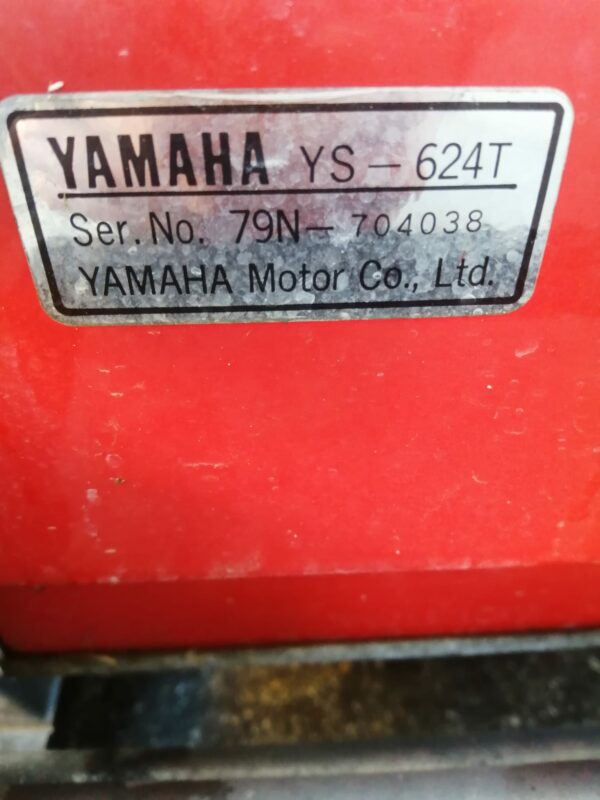 YAMAHA YS-624T
Ser. No. 79N-704038
YAMAHA Motor Co., Ltd.